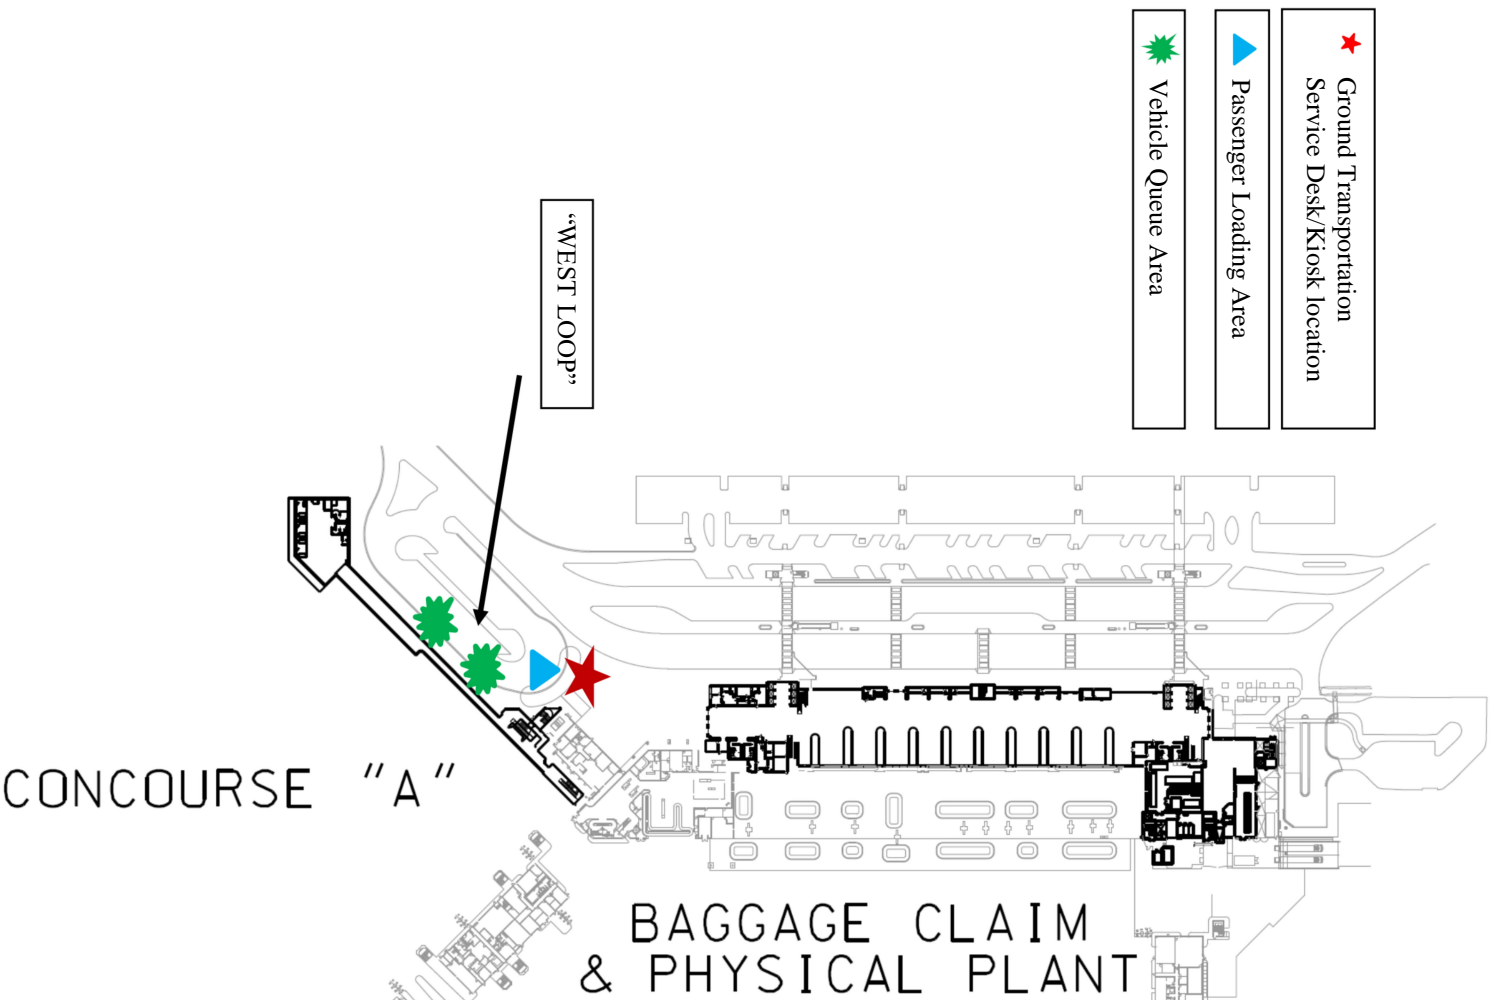 Ground Transportation
Service Desk/Kiosk location
Passenger Loading Area
Vehicle Queue Area
“WEST LOOP”
CONCOURSE "A"
BAGGAGE CLAIM
& PHYSICAL PLANT